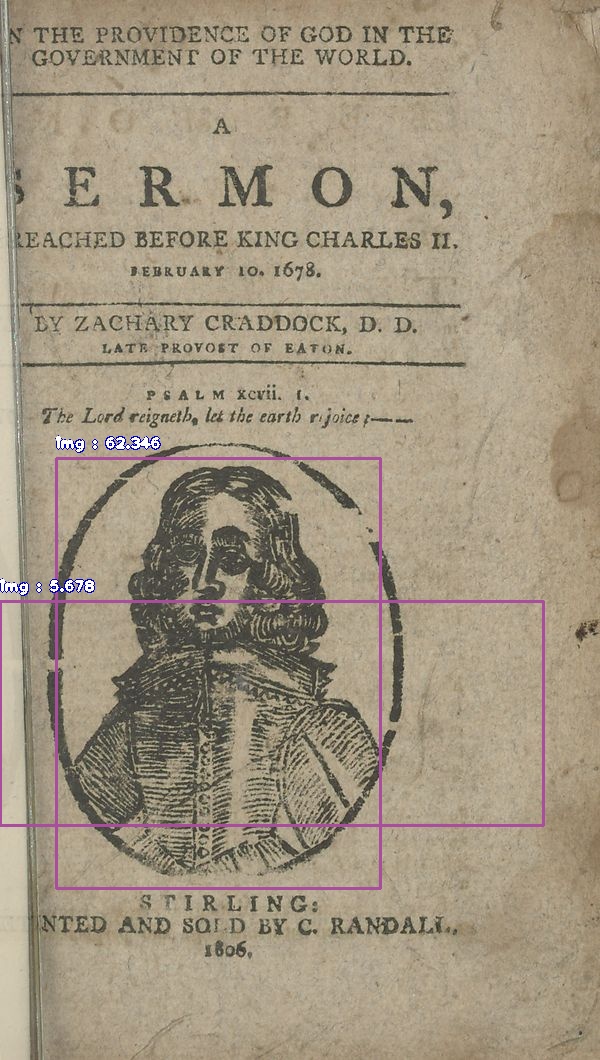 N THE PROVIDENCE OF GOD IN THE
GOVERNMENT OF THE WORLD.
A
SERMON,
REACHED BEFORE KING CHARLES II.
FEBRUARY 10. 1678.
BY ZACHARY CRADDOCK, D. D.
LATE PROVOST OF EATON.
PSALM xcvii. 1.
The Lord reigneth, let the earth rejoice;——
img : 62.346
img : 5.678
STIRLING:
NTED AND SOLD BY C. RANDALL.
1806.